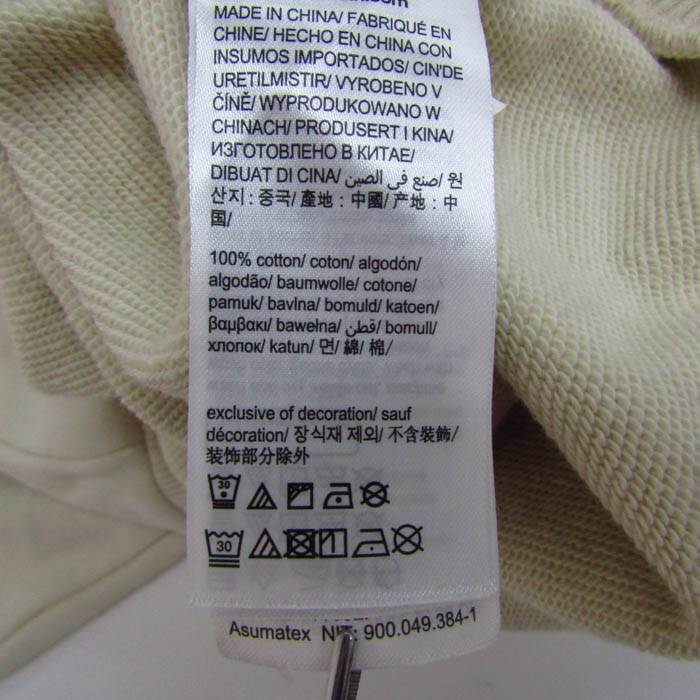 MADE IN CHINA/ FABRIQUÉ EN
CHINE/ HECHO EN CHINA CON
INSUMOS IMPORTADOS/ CIN'DE
URETILMISTIR/ VYROBENO V
ČÍNĚ/ WYPRODUKOWANO W
CHINACH/ PRODUSERT I KINA/
ИЗГОТОВЛЕНО В КИТАЕ/
DIBUAT DI CINA/ صنع في الصين/ 원
산지 : 중국/ 產地 : 中國/ 产地 : 中
国/
100% cotton/ coton/ algodón/
algodão/ baumwolle/ cotone/
pamuk/ bavlna/ bomuld/ katoen/
βαμβακι/ bawełna/ قطن/ bomull/
хлопок/ katun/ 면/ 綿/ 棉/
exclusive of decoration/ sauf
décoration/ 장식재 제외/ 不含裝飾/
装饰部分除外
30
30
Asumatex NIT: 900.049.384-1